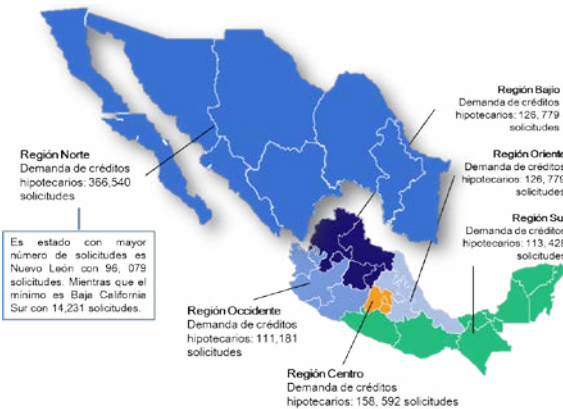 Región Bajío
Demanda de créditos
hipotecarios: 126, 779
solicitudes
Región Oriente
Demanda de créditos
hipotecarios: 126, 779
solicitudes
Región Sur
Demanda de créditos
hipotecarios: 113, 428
solicitudes
Región Norte
Demanda de créditos
hipotecarios: 366,540
solicitudes
Es estado con mayor
número de solicitudes es
Nuevo León con 96, 079
solicitudes. Mientras que el
mínimo es Baja California
Sur con 14,231 solicitudes.
Región Occidente
Demanda de créditos
hipotecarios: 111,181
solicitudes
Región Centro
Demanda de créditos
hipotecarios: 158, 592 solicitudes